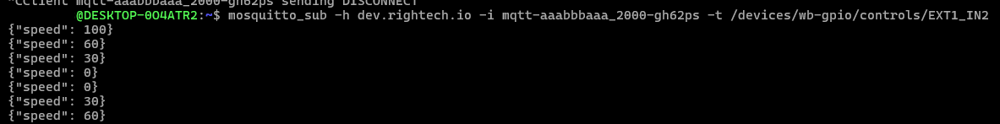 ^CClient mqtt-aaabbbaaa_2000-gh62ps sending DISCONNECT
@DESKTOP-0O4ATR2:~$ mosquitto_sub -h dev.rightech.io -i mqtt-aaabbbaaa_2000-gh62ps -t /devices/wb-gpio/controls/EXT1_IN2
{"speed": 100}
{"speed": 60}
{"speed": 30}
{"speed": 0}
{"speed": 0}
{"speed": 30}
{"speed": 60}